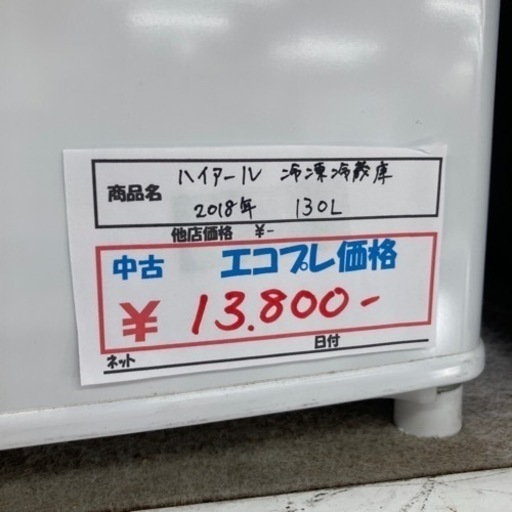 商品名 ハイアール 冷凍冷蔵庫
2018年 130L
他店価格 ¥-
中古 エコプレ価格
¥ 13.800-
日付
ネット